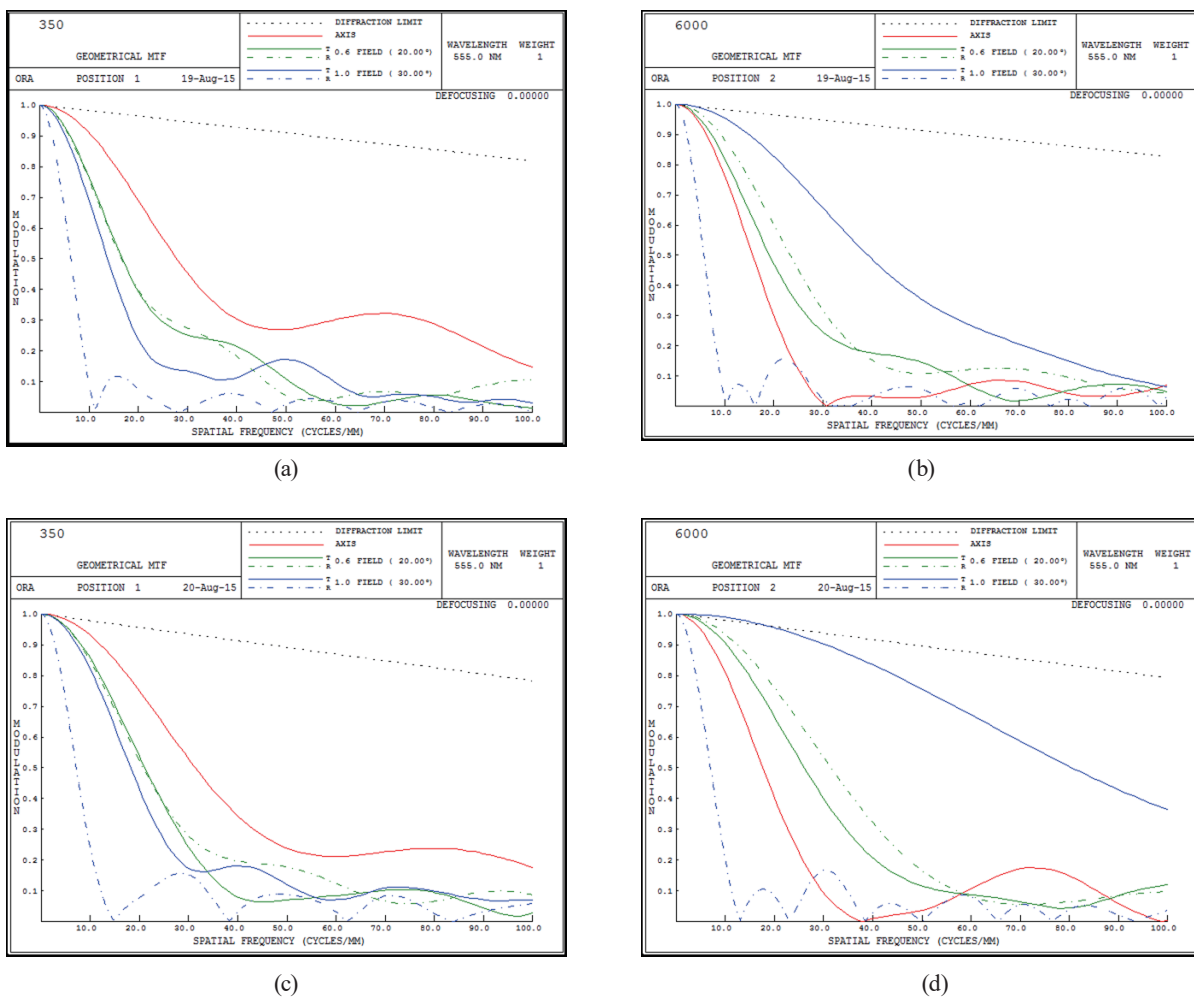 350
GEOMETRICAL MTF
ORA POSITION 1 19-Aug-15
DIFFRACTION LIMIT
AXIS
T
R 0.6 FIELD ( 20.00°)
T
R 1.0 FIELD ( 30.00°)
WAVELENGTH WEIGHT
555.0 NM 1
DEFOCUSING 0.00000
1.0
0.9
0.8
0.7
0.6
0.5
0.4
0.3
0.2
0.1
MODULATION
10.0 20.0 30.0 40.0 50.0 60.0 70.0 80.0 90.0 100.0
SPATIAL FREQUENCY (CYCLES/MM)
(a)
6000
GEOMETRICAL MTF
ORA POSITION 2 19-Aug-15
DIFFRACTION LIMIT
AXIS
T
R 0.6 FIELD ( 20.00°)
T
R 1.0 FIELD ( 30.00°)
WAVELENGTH WEIGHT
555.0 NM 1
DEFOCUSING 0.00000
1.0
0.9
0.8
0.7
0.6
0.5
0.4
0.3
0.2
0.1
MODULATION
10.0 20.0 30.0 40.0 50.0 60.0 70.0 80.0 90.0 100.0
SPATIAL FREQUENCY (CYCLES/MM)
(b)
350
GEOMETRICAL MTF
ORA POSITION 1 20-Aug-15
DIFFRACTION LIMIT
AXIS
T
R 0.6 FIELD ( 20.00°)
T
R 1.0 FIELD ( 30.00°)
WAVELENGTH WEIGHT
555.0 NM 1
DEFOCUSING 0.00000
1.0
0.9
0.8
0.7
0.6
0.5
0.4
0.3
0.2
0.1
MODULATION
10.0 20.0 30.0 40.0 50.0 60.0 70.0 80.0 90.0 100.0
SPATIAL FREQUENCY (CYCLES/MM)
(c)
6000
GEOMETRICAL MTF
ORA POSITION 2 20-Aug-15
DIFFRACTION LIMIT
AXIS
T
R 0.6 FIELD ( 20.00°)
T
R 1.0 FIELD ( 30.00°)
WAVELENGTH WEIGHT
555.0 NM 1
DEFOCUSING 0.00000
1.0
0.9
0.8
0.7
0.6
0.5
0.4
0.3
0.2
0.1
MODULATION
10.0 20.0 30.0 40.0 50.0 60.0 70.0 80.0 90.0 100.0
SPATIAL FREQUENCY (CYCLES/MM)
(d)